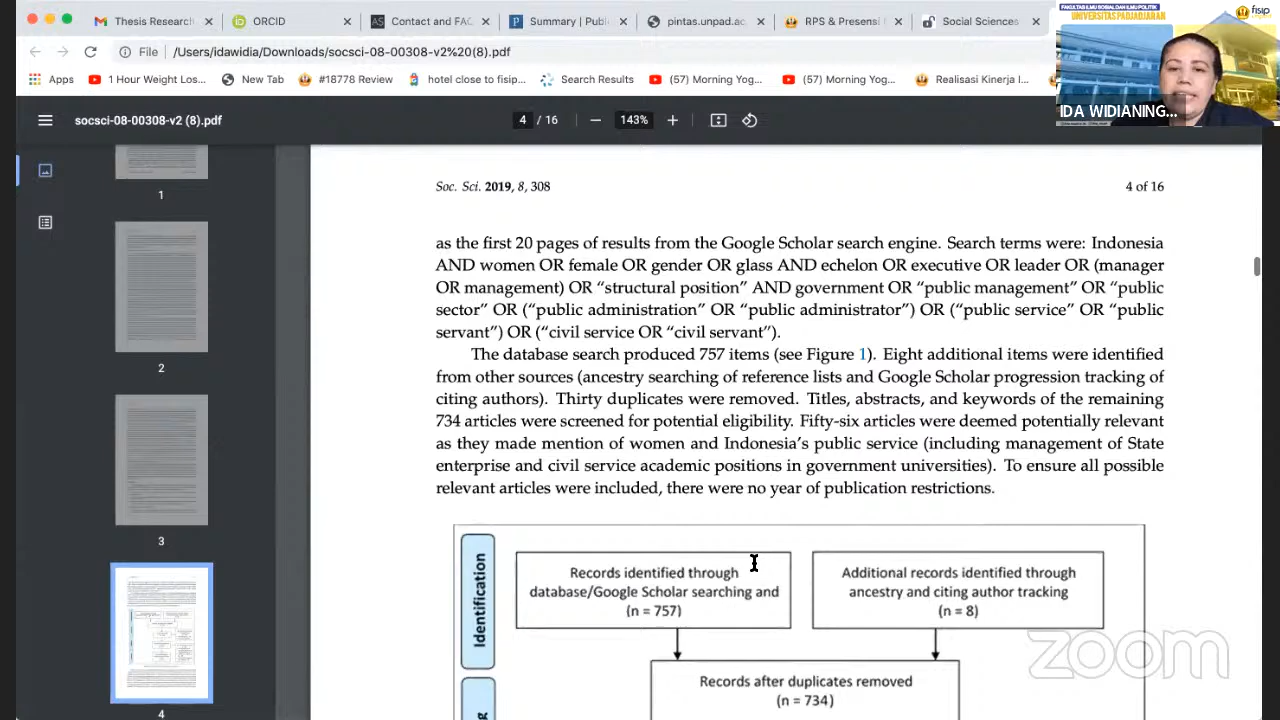 Thesis Research
ORCID
Summary | Publ
pintas.unpad.ac.
RPS Kebijakan
Social Sciences
File /Users/idawidia/Downloads/socsci-08-00308-v2%20(8).pdf
Apps
1 Hour Weight Los...
New Tab
#18778 Review
hotel close to fisip...
Search Results
(57) Morning Yog...
(57) Morning Yog...
Realisasi Kinerja I...
FAKULTAS ILMU SOSIAL DAN ILMU POLITIK
UNIVERSITAS PADJADJARAN
fisip
IDA WIDIANING...
socsci-08-00308-v2 (8).pdf
4 / 16
143%
1
2
3
4
Soc. Sci. 2019, 8, 308
4 of 16
as the first 20 pages of results from the Google Scholar search engine. Search terms were: Indonesia
AND women OR female OR gender OR glass AND echelon OR executive OR leader OR (manager
OR management) OR “structural position” AND government OR “public management” OR “public
sector” OR (“public administration” OR “public administrator”) OR (“public service” OR “public
servant”) OR (“civil service OR “civil servant”).
The database search produced 757 items (see Figure 1). Eight additional items were identified
from other sources (ancestry searching of reference lists and Google Scholar progression tracking of
citing authors). Thirty duplicates were removed. Titles, abstracts, and keywords of the remaining
734 articles were screened for potential eligibility. Fifty-six articles were deemed potentially relevant
as they made mention of women and Indonesia’s public service (including management of State
enterprise and civil service academic positions in government universities). To ensure all possible
relevant articles were included, there were no year of publication restrictions.
Identification
Records identified through
database/Google Scholar searching and
(n = 757)
Additional records identified through
ancestry and citing author tracking
(n = 8)
Records after duplicates removed
(n = 734)
zoom